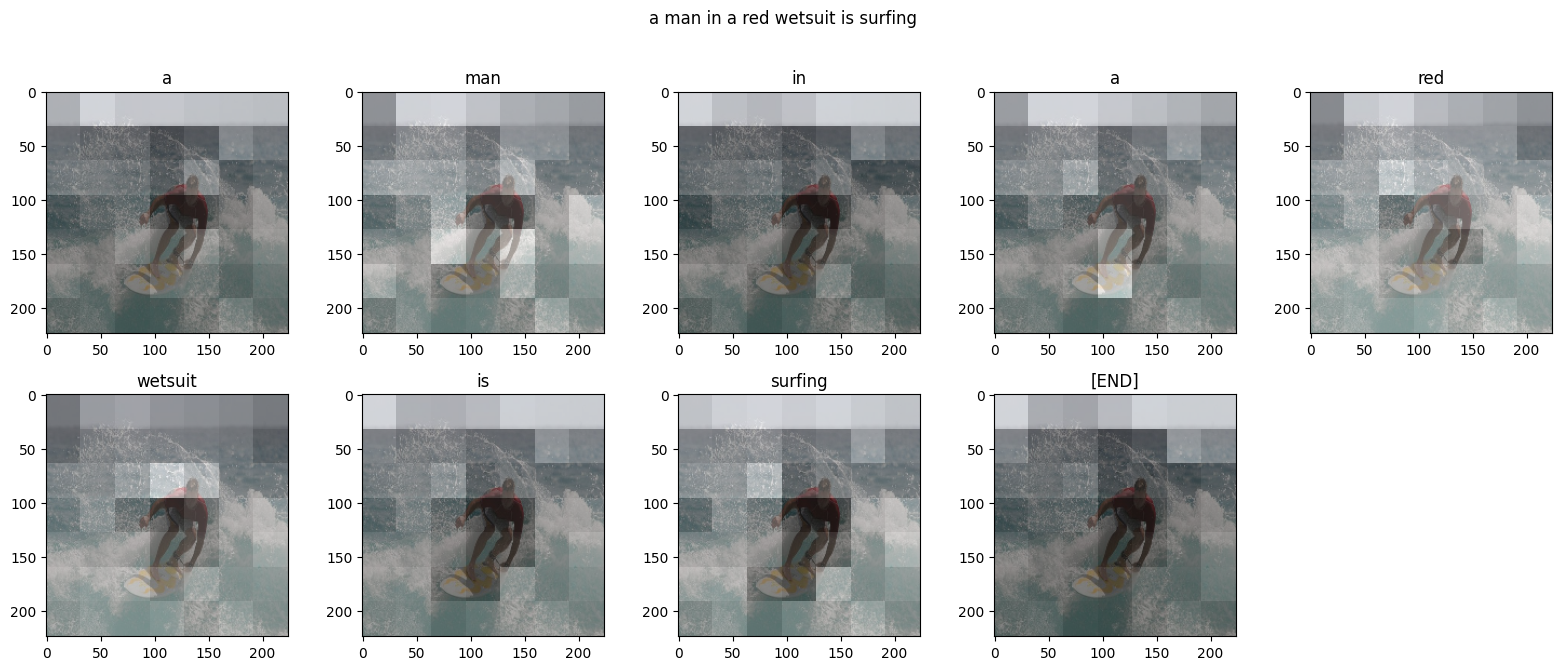 a man in a red wetsuit is surfing
a man in a red
0 0 0 0 0
50 50 50 50 50
100 100 100 100 100
150 150 150 150 150
200 200 200 200 200
0 50 100 150 200 0 50 100 150 200 0 50 100 150 200 0 50 100 150 200 0 50 100 150 200
wetsuit is surfing [END]
0 0 0 0
50 50 50 50
100 100 100 100
150 150 150 150
200 200 200 200
0 50 100 150 200 0 50 100 150 200 0 50 100 150 200 0 50 100 150 200